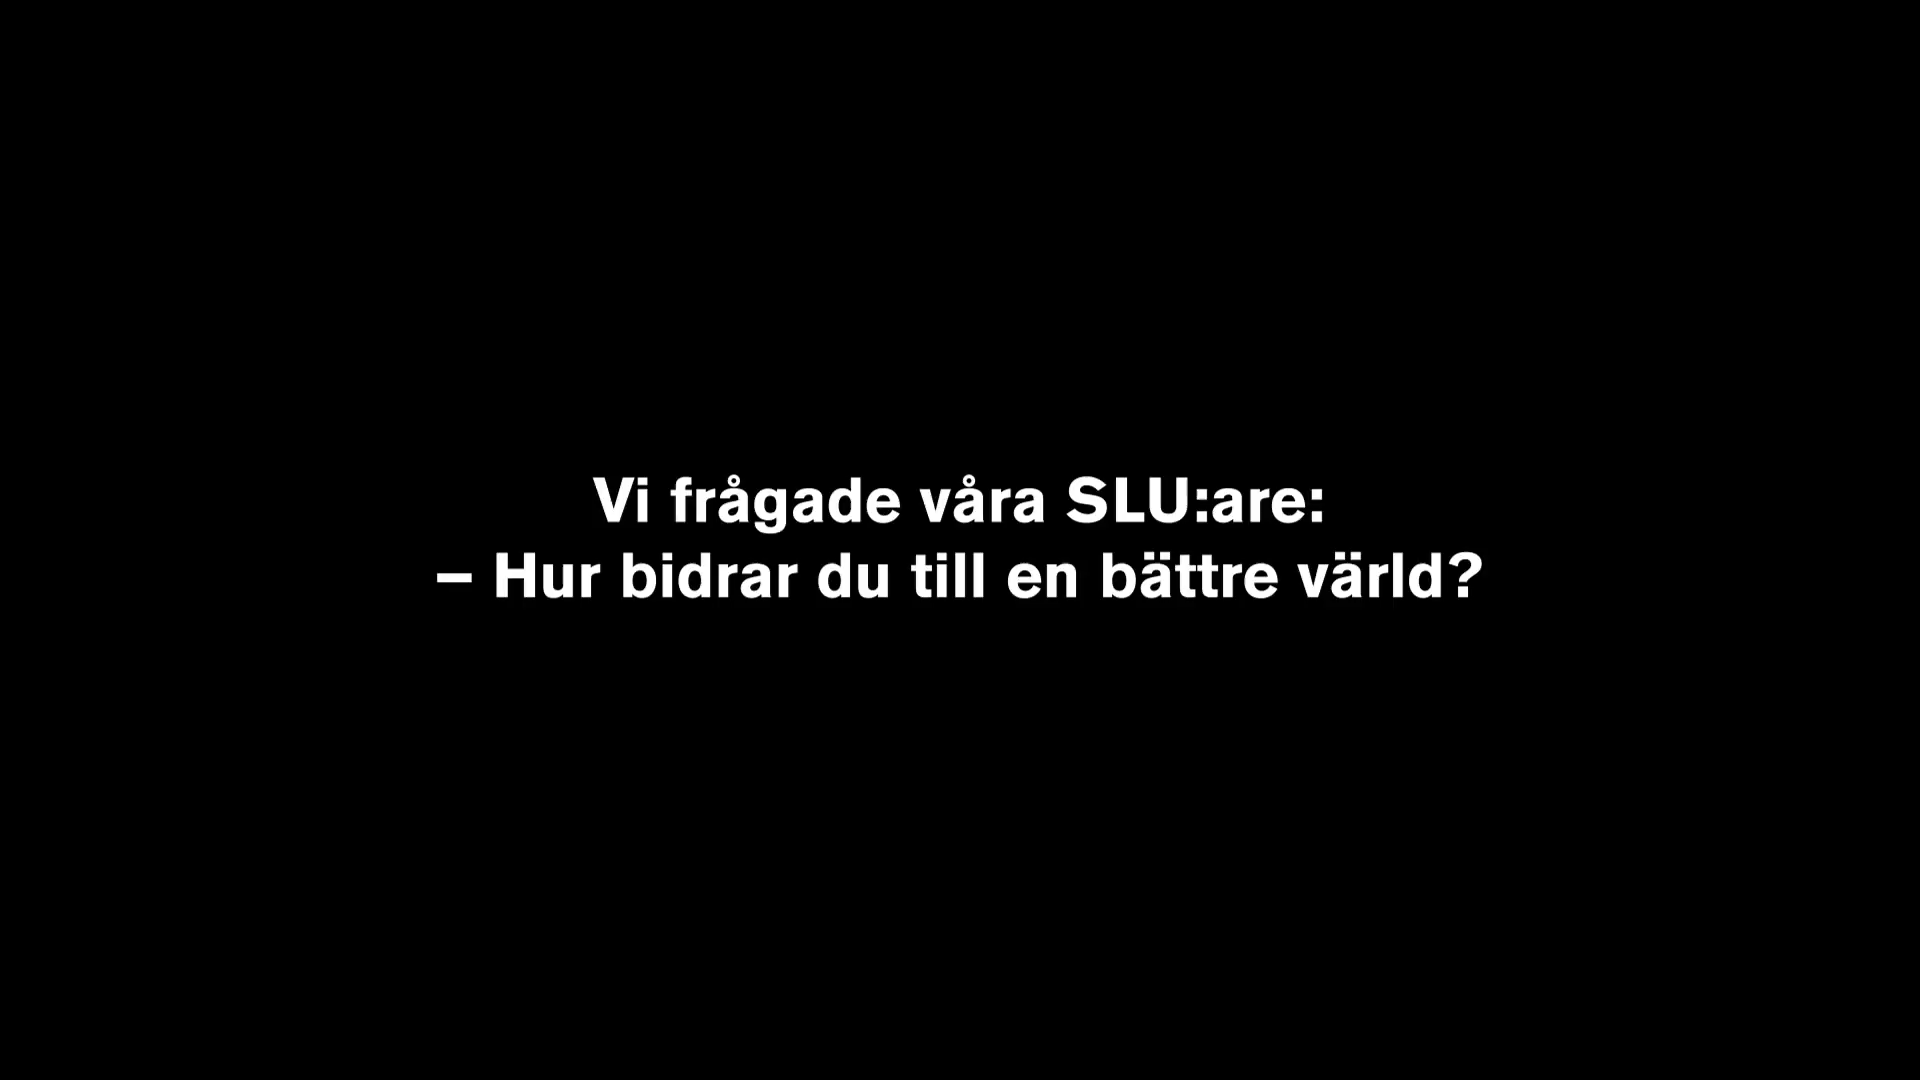 Vi frågade våra SLU:are:
– Hur bidrar du till en bättre värld?